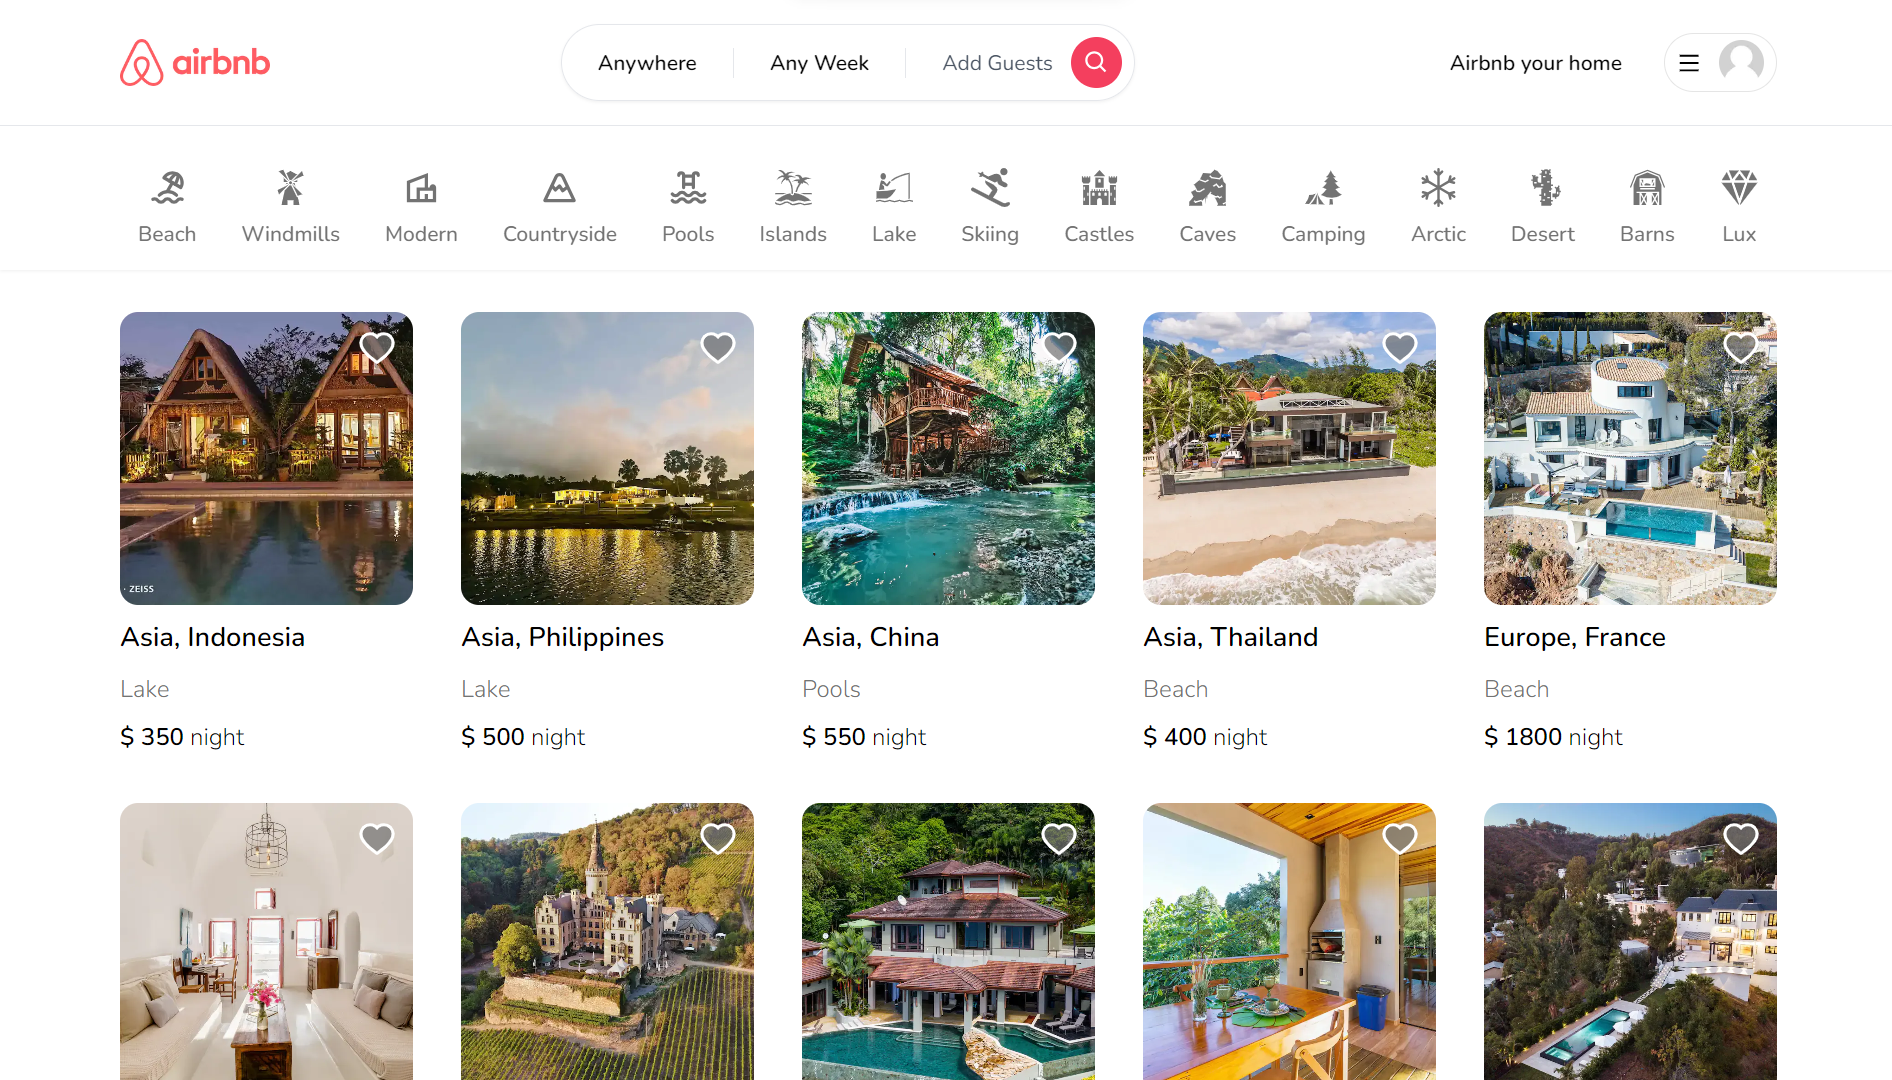 airbnb
Anywhere
Any Week
Add Guests
Airbnb your home
Beach
Windmills
Modern
Countryside
Pools
Islands
Lake
Skiing
Castles
Caves
Camping
Arctic
Desert
Barns
Lux
· ZEISS
Asia, Indonesia
Lake
$ 350 night
Asia, Philippines
Lake
$ 500 night
Asia, China
Pools
$ 550 night
Asia, Thailand
Beach
$ 400 night
Europe, France
Beach
$ 1800 night